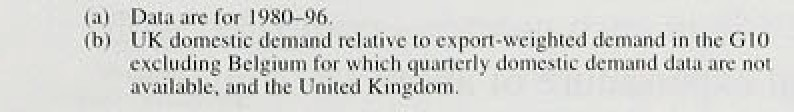 (a) Data are for 1980–96.
(b) UK domestic demand relative to export-weighted demand in the G10
excluding Belgium for which quarterly domestic demand data are not
available, and the United Kingdom.